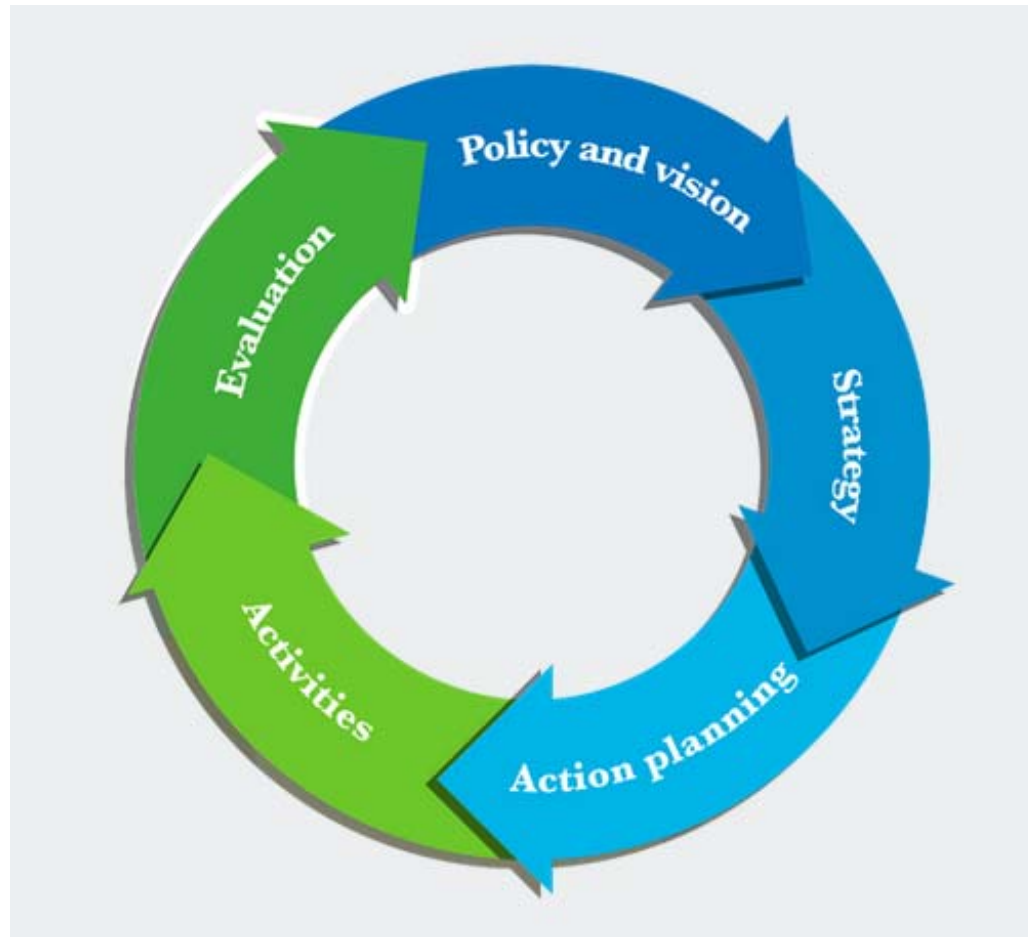 Policy and vision
Strategy
Action planning
Activities
Evaluation